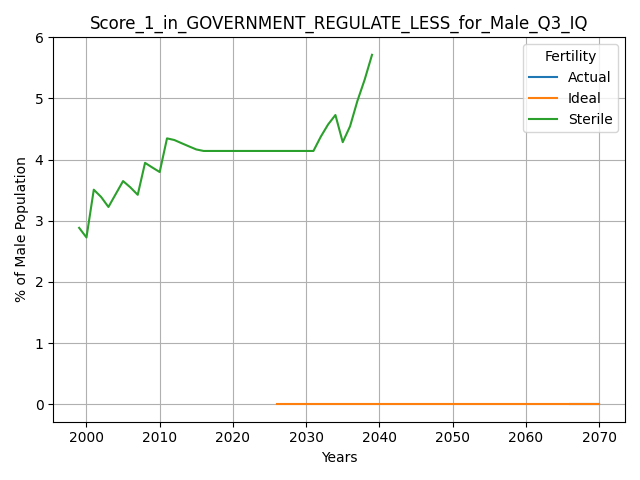 Score_1_in_GOVERNMENT_REGULATE_LESS_for_Male_Q3_IQ
% of Male Population
6
5
4
3
2
1
0
Fertility
Actual
Ideal
Sterile
2000 2010 2020 2030 2040 2050 2060 2070
Years